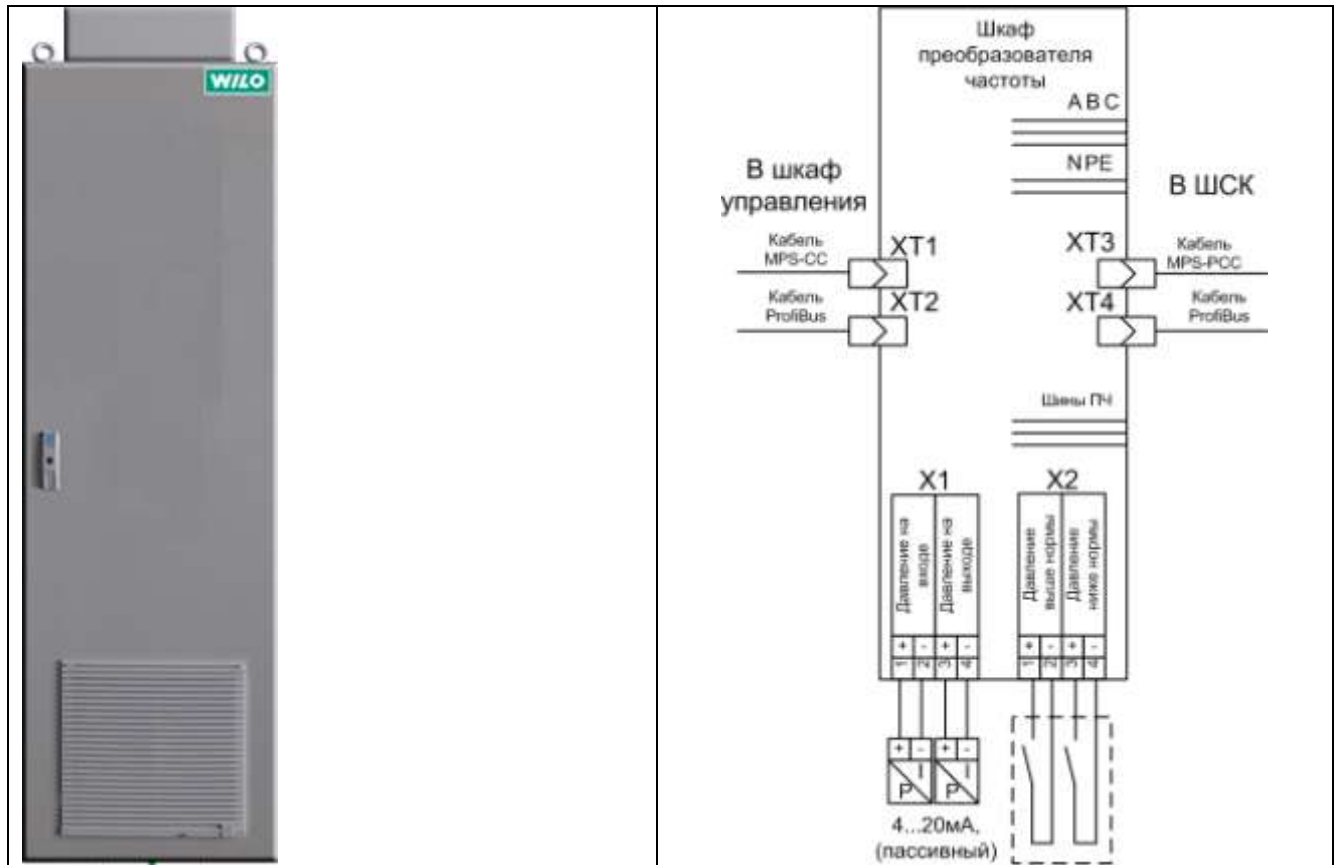 WILO
Шкаф
преобразователя
частоты
A B C
N PE
В шкаф
управления
В ШСК
Кабель
MPS-CC
XT1
XT3
Кабель
MPS-PCC
Кабель
ProfiBus
XT2
XT4
Кабель
ProfiBus
Шины ПЧ
X1
X2
Давление на
входе
Давление на
выходе
Давление
выше нормы
Давление
ниже нормы
+ - + -
+ - + -
1 2 3 4
1 2 3 4
+ - + -
P I P I
4...20мА,
(пассивный)